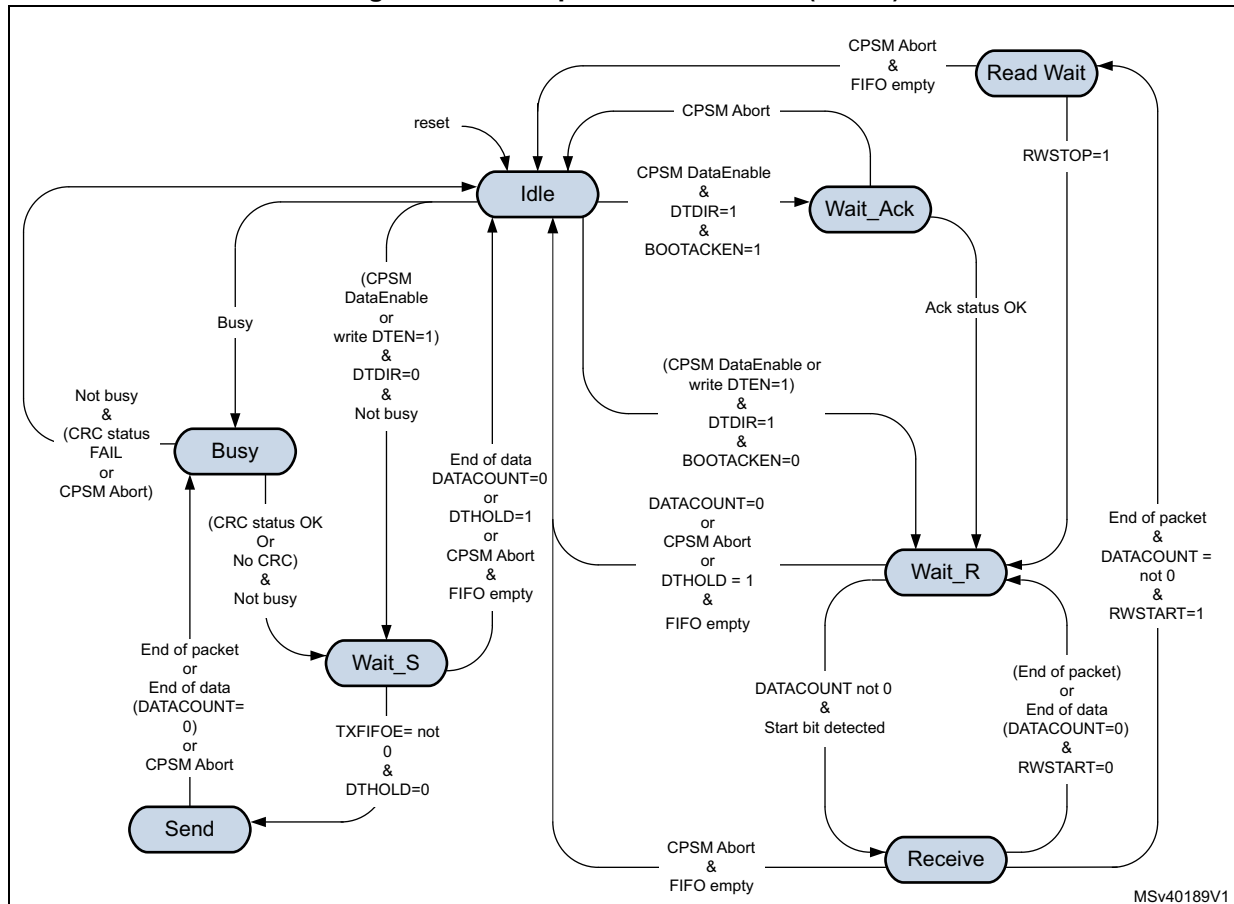 CPSM Abort
&
FIFO empty
Read Wait
CPSM Abort
reset
RWSTOP=1
Idle
CPSM DataEnable
&
DTDIR=1
&
BOOTACKEN=1
Wait_Ack
(CPSM
DataEnable
or
write DTEN=1)
&
DTDIR=0
&
Not busy
Busy
Ack status OK
(CPSM DataEnable or
write DTEN=1)
&
DTDIR=1
&
BOOTACKEN=0
Not busy
&
(CRC status
FAIL
or
CPSM Abort)
Busy
End of data
DATACOUNT=0
or
DTHOLD=1
or
CPSM Abort
&
FIFO empty
DATACOUNT=0
or
CPSM Abort
or
DTHOLD = 1
&
FIFO empty
Wait_R
End of packet
&
DATACOUNT =
not 0
&
RWSTART=1
(CRC status OK
Or
No CRC)
&
Not busy
Wait_S
End of packet
or
End of data
(DATACOUNT=
0)
or
CPSM Abort
TXFIFOE= not
0
&
DTHOLD=0
DATACOUNT not 0
&
Start bit detected
(End of packet)
or
End of data
(DATACOUNT=0)
&
RWSTART=0
Send
CPSM Abort
&
FIFO empty
Receive
MSv40189V1